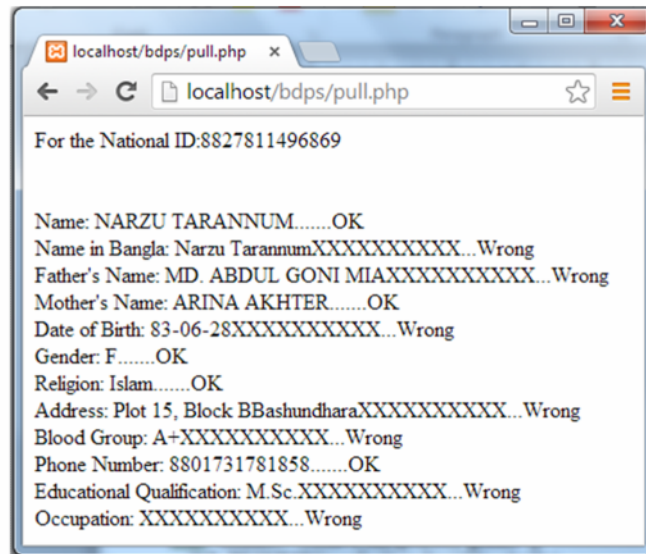 localhost/bdps/pull.php
localhost/bdps/pull.php
For the National ID:8827811496869
Name: NARZU TARANNUM.......OK
Name in Bangla: Narzu TarannumXXXXXXXXXX...Wrong
Father's Name: MD. ABDUL GONI MIAXXXXXXXXXX...Wrong
Mother's Name: ARINA AKHTER.......OK
Date of Birth: 83-06-28XXXXXXXXXX...Wrong
Gender: F.......OK
Religion: Islam.......OK
Address: Plot 15, Block BBashundharaXXXXXXXXXX...Wrong
Blood Group: A+XXXXXXXXXX...Wrong
Phone Number: 8801731781858.......OK
Educational Qualification: M.Sc.XXXXXXXXXX...Wrong
Occupation: XXXXXXXXXX...Wrong